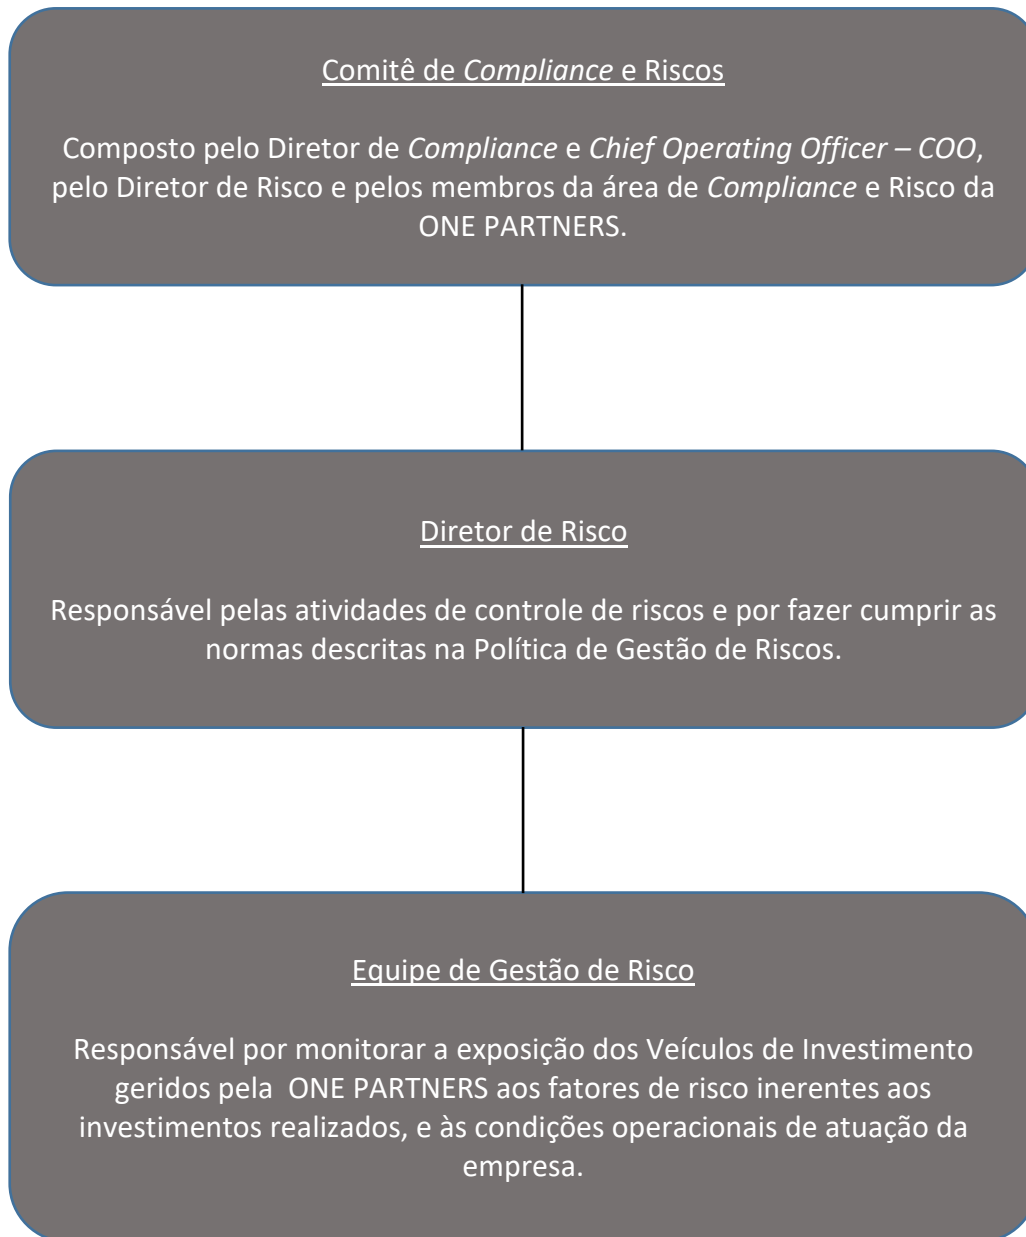 Comitê de Compliance e Riscos
Composto pelo Diretor de Compliance e Chief Operating Officer – COO,
pelo Diretor de Risco e pelos membros da área de Compliance e Risco da
ONE PARTNERS.
Diretor de Risco
Responsável pelas atividades de controle de riscos e por fazer cumprir as
normas descritas na Política de Gestão de Riscos.
Equipe de Gestão de Risco
Responsável por monitorar a exposição dos Veículos de Investimento
geridos pela  ONE PARTNERS aos fatores de risco inerentes aos
investimentos realizados, e às condições operacionais de atuação da
empresa.